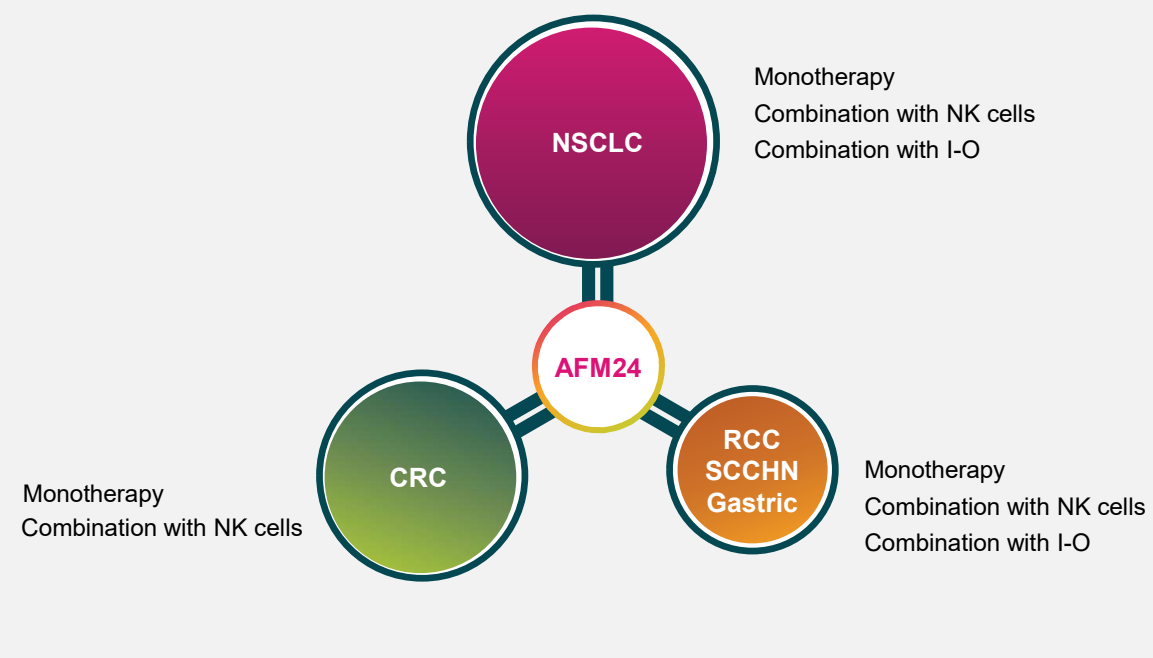 NSCLC
Monotherapy
Combination with NK cells
Combination with I-O
AFM24
CRC
Monotherapy
Combination with NK cells
RCC
SCCHN
Gastric
Monotherapy
Combination with NK cells
Combination with I-O